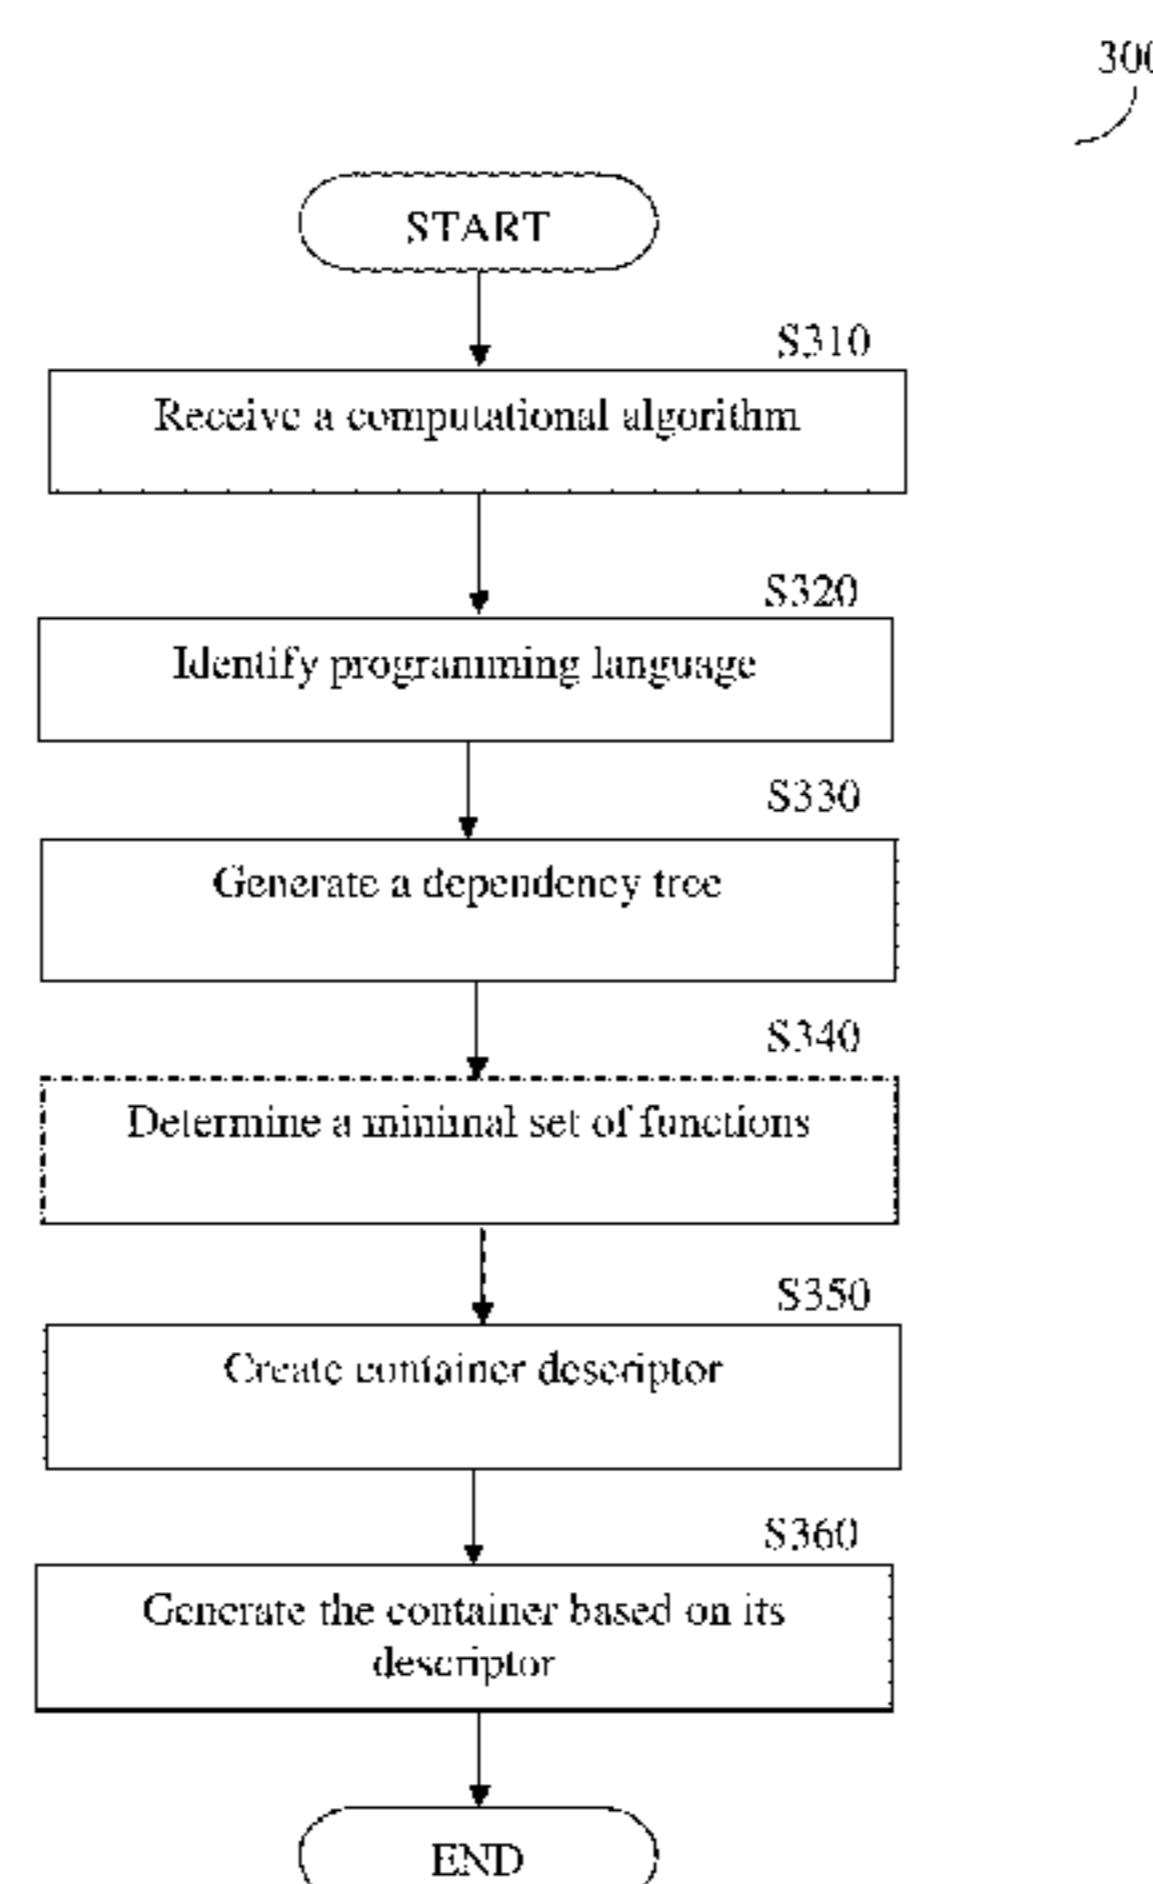 300
START
S310
Receive a computational algorithm
S320
Identify programming language
S330
Generate a dependency tree
S340
Determine a minimal set of functions
S350
Create container descriptor
S360
Generate the container based on its
descriptor
END